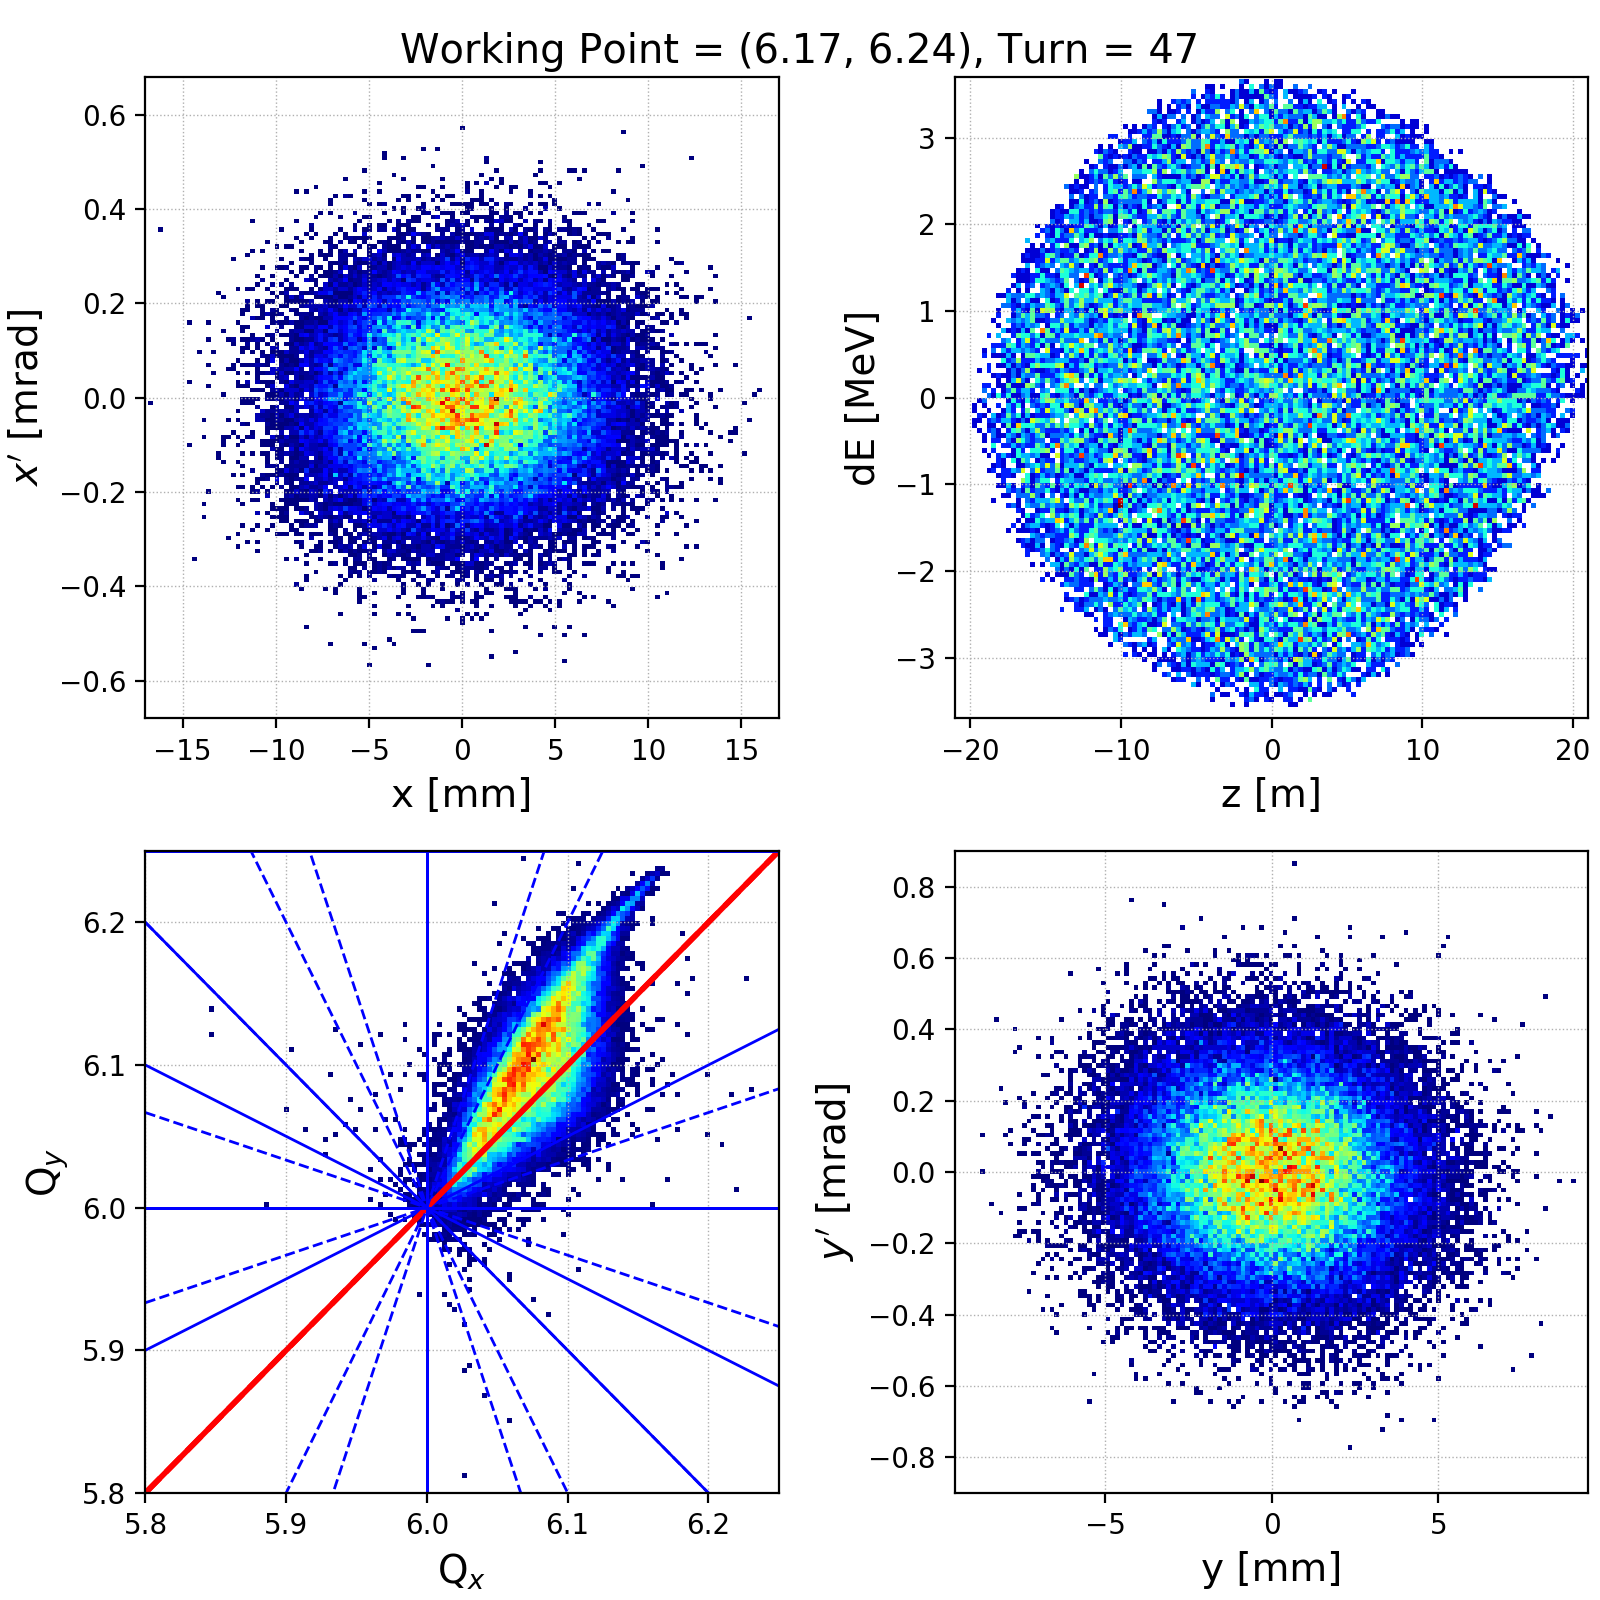 Working Point = (6.17, 6.24), Turn = 47
0.6
0.4
0.2
0.0
−0.2
−0.4
−0.6
x′ [mrad]
−15 −10 −5 0 5 10 15
x [mm]
3
2
1
0
−1
−2
−3
dE [MeV]
−20 −10 0 10 20
z [m]
6.2
6.1
6.0
5.9
5.8
Qy
5.8 5.9 6.0 6.1 6.2
Qx
0.8
0.6
0.4
0.2
0.0
−0.2
−0.4
−0.6
−0.8
y′ [mrad]
−5 0 5
y [mm]